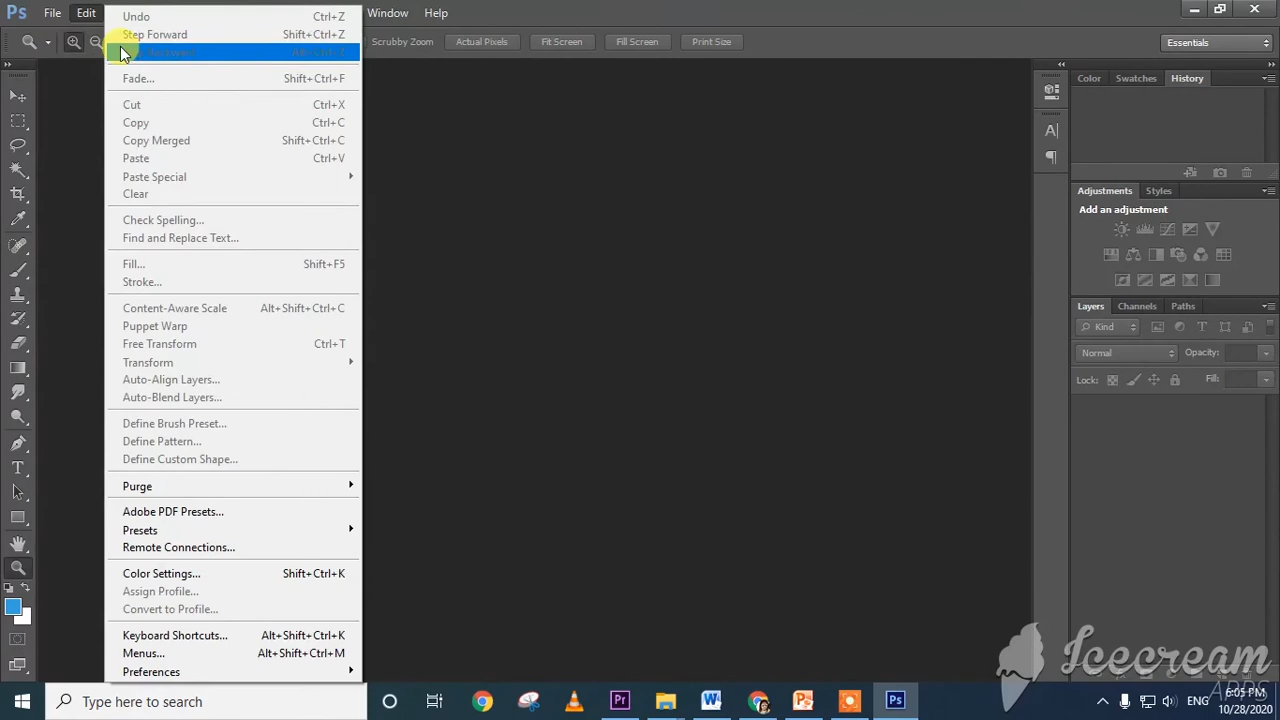 Ps File Edit Window Help
Scrubby Zoom Actual Pixels Fit Screen Fill Screen Print Size Essentials
Undo Ctrl+Z
Step Forward Shift+Ctrl+Z
Fade... Shift+Ctrl+F
Cut Ctrl+X
Copy Ctrl+C
Copy Merged Shift+Ctrl+C
Paste Ctrl+V
Paste Special
Clear
Check Spelling...
Find and Replace Text...
Fill... Shift+F5
Stroke...
Content-Aware Scale Alt+Shift+Ctrl+C
Puppet Warp
Free Transform Ctrl+T
Transform
Auto-Align Layers...
Auto-Blend Layers...
Define Brush Preset...
Define Pattern...
Define Custom Shape...
Purge
Adobe PDF Presets...
Presets
Remote Connections...
Color Settings... Shift+Ctrl+K
Assign Profile...
Convert to Profile...
Keyboard Shortcuts... Alt+Shift+Ctrl+K
Menus... Alt+Shift+Ctrl+M
Preferences
Color Swatches History
Adjustments Styles
Add an adjustment
Layers Channels Paths
Kind
Normal Opacity:
Lock: Fill:
Icecream
APPS
Type here to search
ENG
6:05 PM
10/28/2020